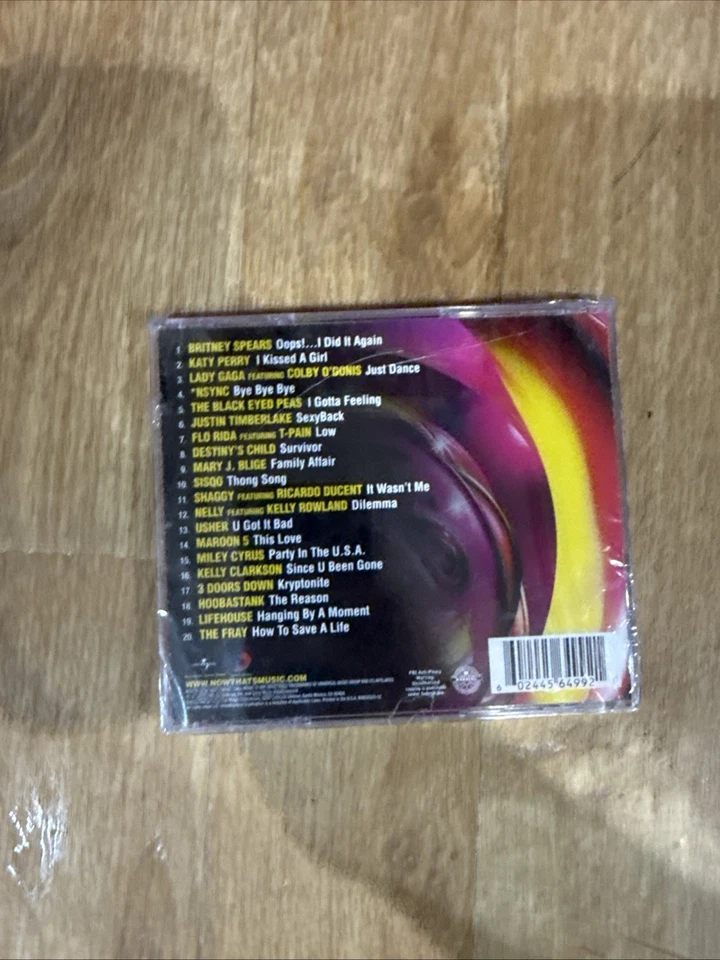 1. BRITNEY SPEARS Oops!...I Did It Again
2. KATY PERRY I Kissed A Girl
3. LADY GAGA FEATURING COLBY O'DONIS Just Dance
4. *NSYNC Bye Bye Bye
5. THE BLACK EYED PEAS I Gotta Feeling
6. JUSTIN TIMBERLAKE SexyBack
7. FLO RIDA FEATURING T-PAIN Low
8. DESTINY'S CHILD Survivor
9. MARY J. BLIGE Family Affair
10. SISQO Thong Song
11. SHAGGY FEATURING RICARDO DUCENT It Wasn't Me
12. NELLY FEATURING KELLY ROWLAND Dilemma
13. USHER U Got It Bad
14. MAROON 5 This Love
15. MILEY CYRUS Party In The U.S.A.
16. KELLY CLARKSON Since U Been Gone
17. 3 DOORS DOWN Kryptonite
18. HOOBASTANK The Reason
19. LIFEHOUSE Hanging By A Moment
20. THE FRAY How To Save A Life
WWW.NOWTHATSMUSIC.COM
FBI Anti-Piracy
Warning:
6 02445 64992